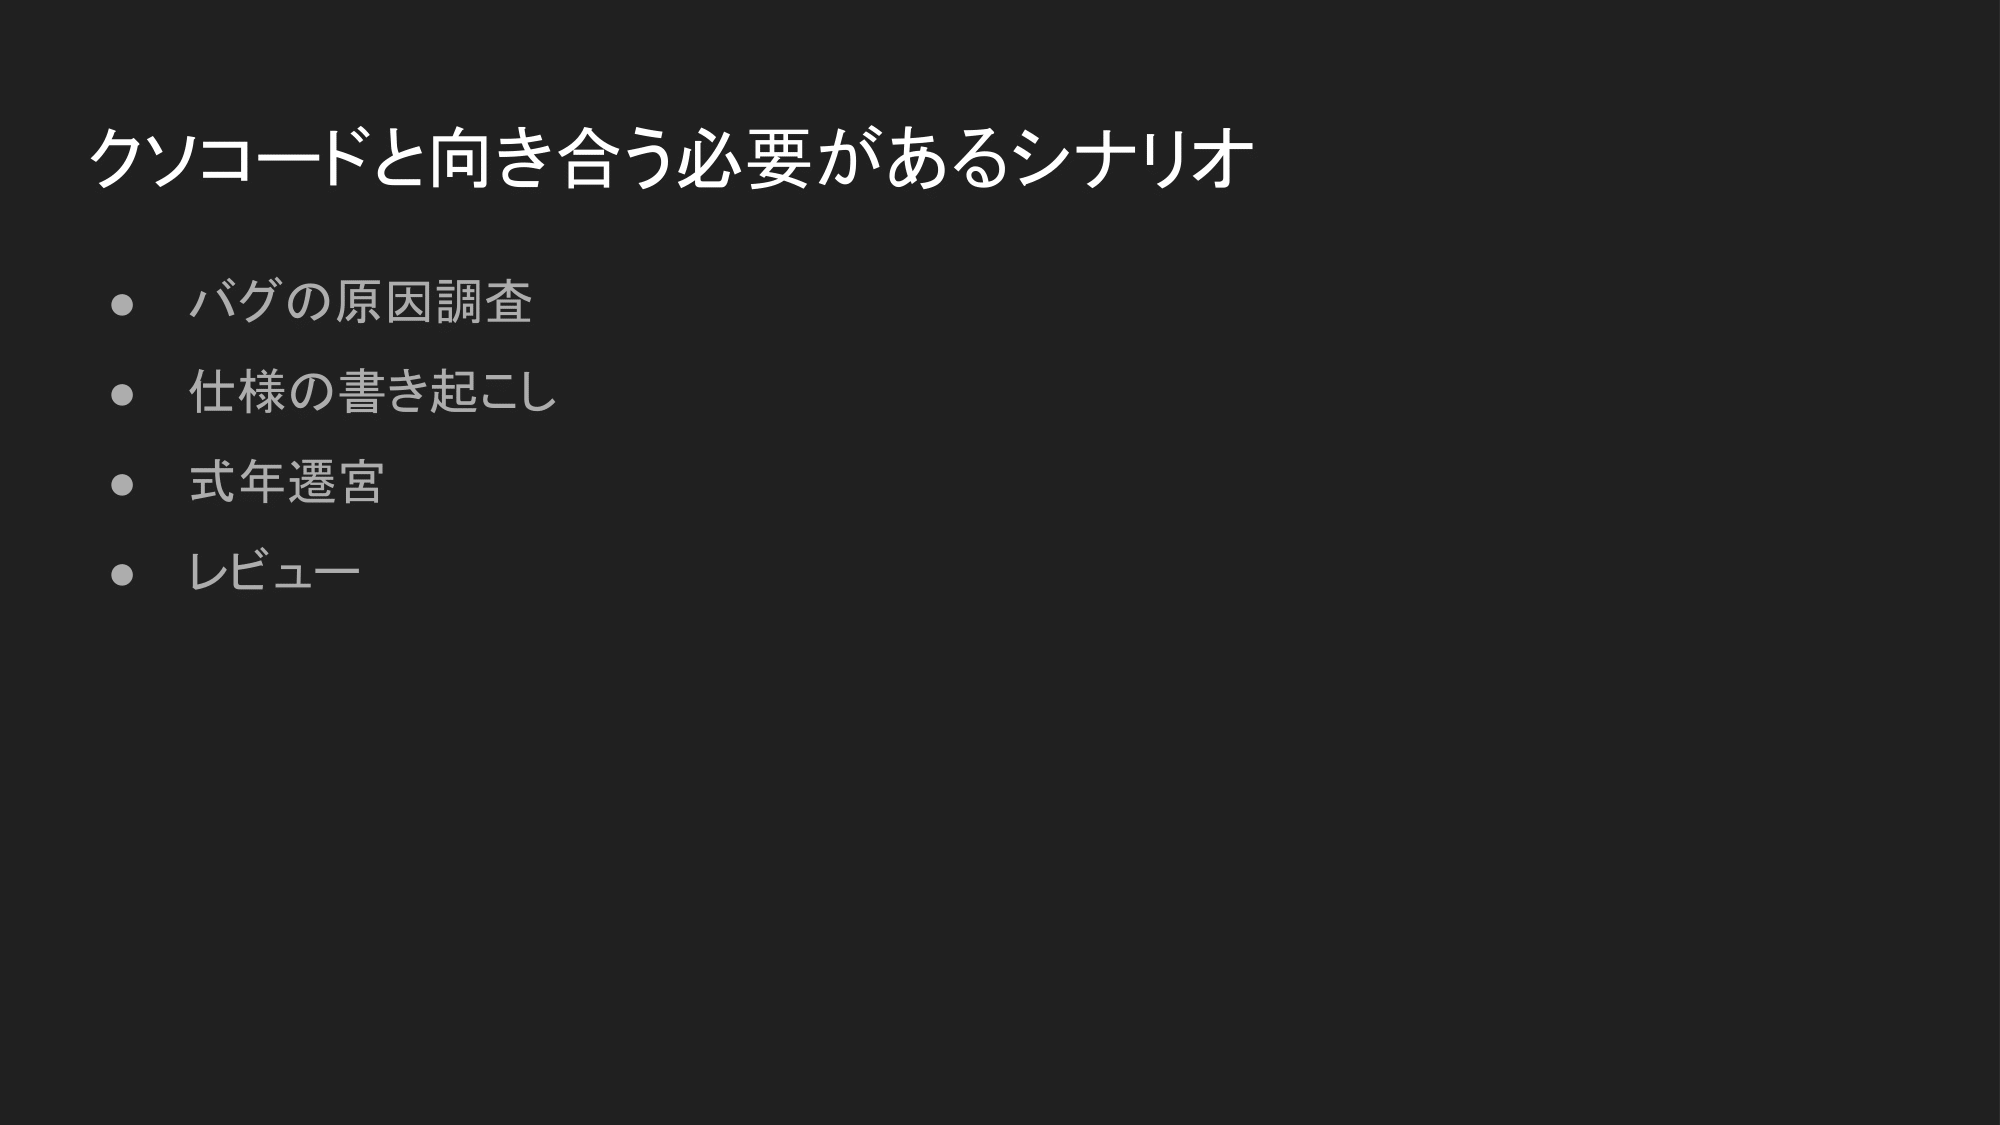 クソコードと向き合う必要があるシナリオ
● バグの原因調査
● 仕様の書き起こし
● 式年遷宮
● レビュー